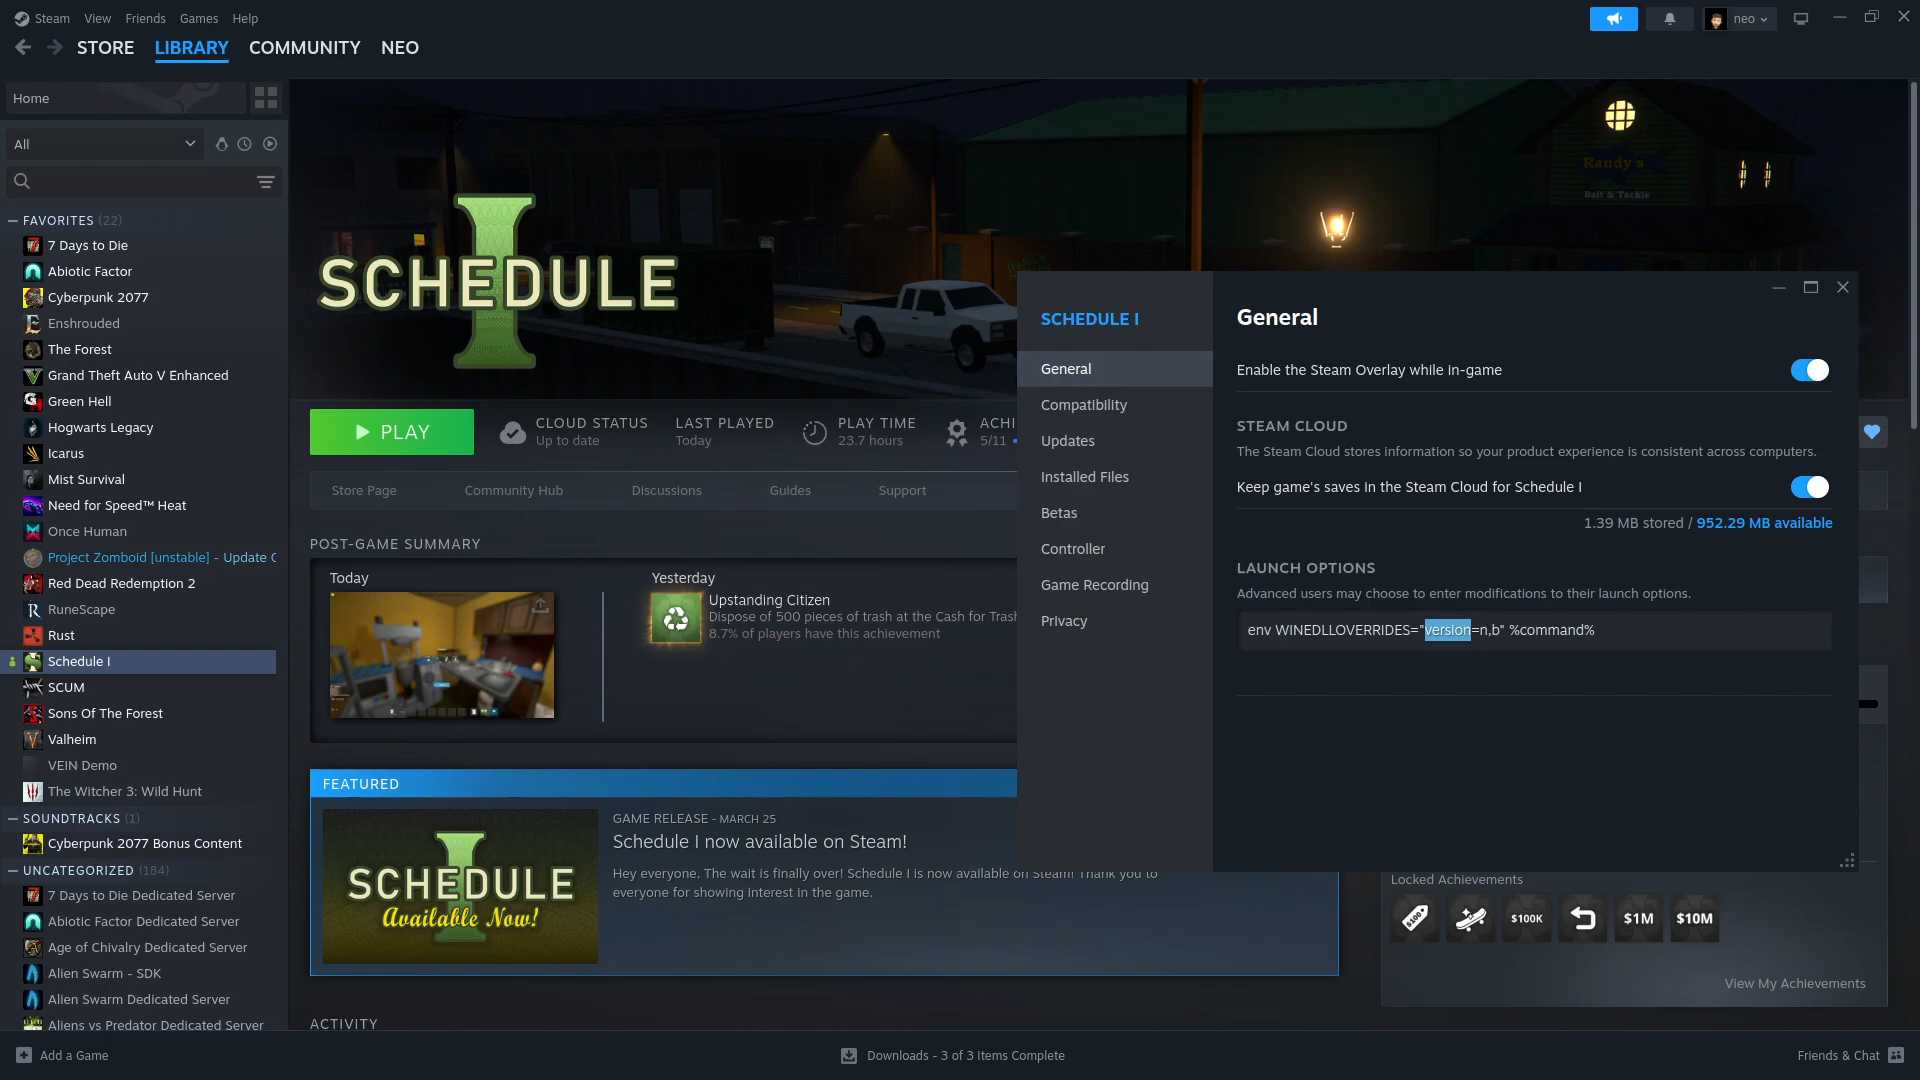 Steam View Friends Games Help
neo
STORE LIBRARY COMMUNITY NEO
Home
All
FAVORITES (22)
7 Days to Die
Abiotic Factor
Cyberpunk 2077
Enshrouded
The Forest
Grand Theft Auto V Enhanced
Green Hell
Hogwarts Legacy
Icarus
Mist Survival
Need for Speed™ Heat
Once Human
Project Zomboid [unstable] - Update
Red Dead Redemption 2
RuneScape
Rust
Schedule I
SCUM
Sons Of The Forest
Valheim
VEIN Demo
The Witcher 3: Wild Hunt
SOUNDTRACKS (1)
Cyberpunk 2077 Bonus Content
UNCATEGORIZED (184)
7 Days to Die Dedicated Server
Abiotic Factor Dedicated Server
Age of Chivalry Dedicated Server
Alien Swarm - SDK
Alien Swarm Dedicated Server
Aliens vs Predator Dedicated Server
Randy's
Bait & Tackle
SCHEDULE I
PLAY
CLOUD STATUS
Up to date
LAST PLAYED
Today
PLAY TIME
23.7 hours
ACHI
5/11
Store Page Community Hub Discussions Guides Support
POST-GAME SUMMARY
Today
Yesterday
Upstanding Citizen
Dispose of 500 pieces of trash at the Cash for Trash
8.7% of players have this achievement
FEATURED
SCHEDULE I
Available Now!
GAME RELEASE - MARCH 25
Schedule I now available on Steam!
Hey everyone, The wait is finally over! Schedule I is now available on Steam! Thank you to
everyone for showing interest in the game.
ACTIVITY
SCHEDULE I
General
Compatibility
Updates
Installed Files
Betas
Controller
Game Recording
Privacy
General
Enable the Steam Overlay while in-game
STEAM CLOUD
The Steam Cloud stores information so your product experience is consistent across computers.
Keep game's saves in the Steam Cloud for Schedule I
1.39 MB stored / 952.29 MB available
LAUNCH OPTIONS
Advanced users may choose to enter modifications to their launch options.
env WINEDLLOVERRIDES="version=n,b" %command%
Locked Achievements
$100
$100K
$1M
$10M
View My Achievements
Add a Game
Downloads - 3 of 3 Items Complete
Friends & Chat